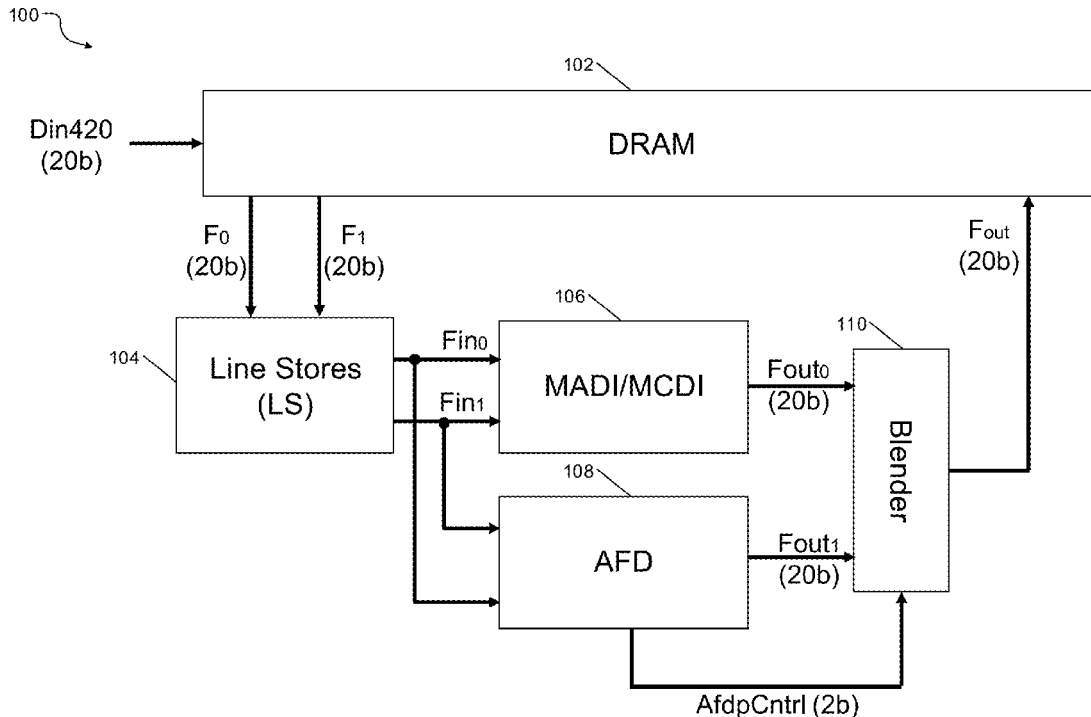 100
102
Din420
(20b)
DRAM
F0
(20b)
F1
(20b)
Fout
(20b)
104
Line Stores
(LS)
Fin0
Fin1
106
MADI/MCDI
Fout0
(20b)
110
Blender
108
AFD
Fout1
(20b)
AfdpCntrl (2b)